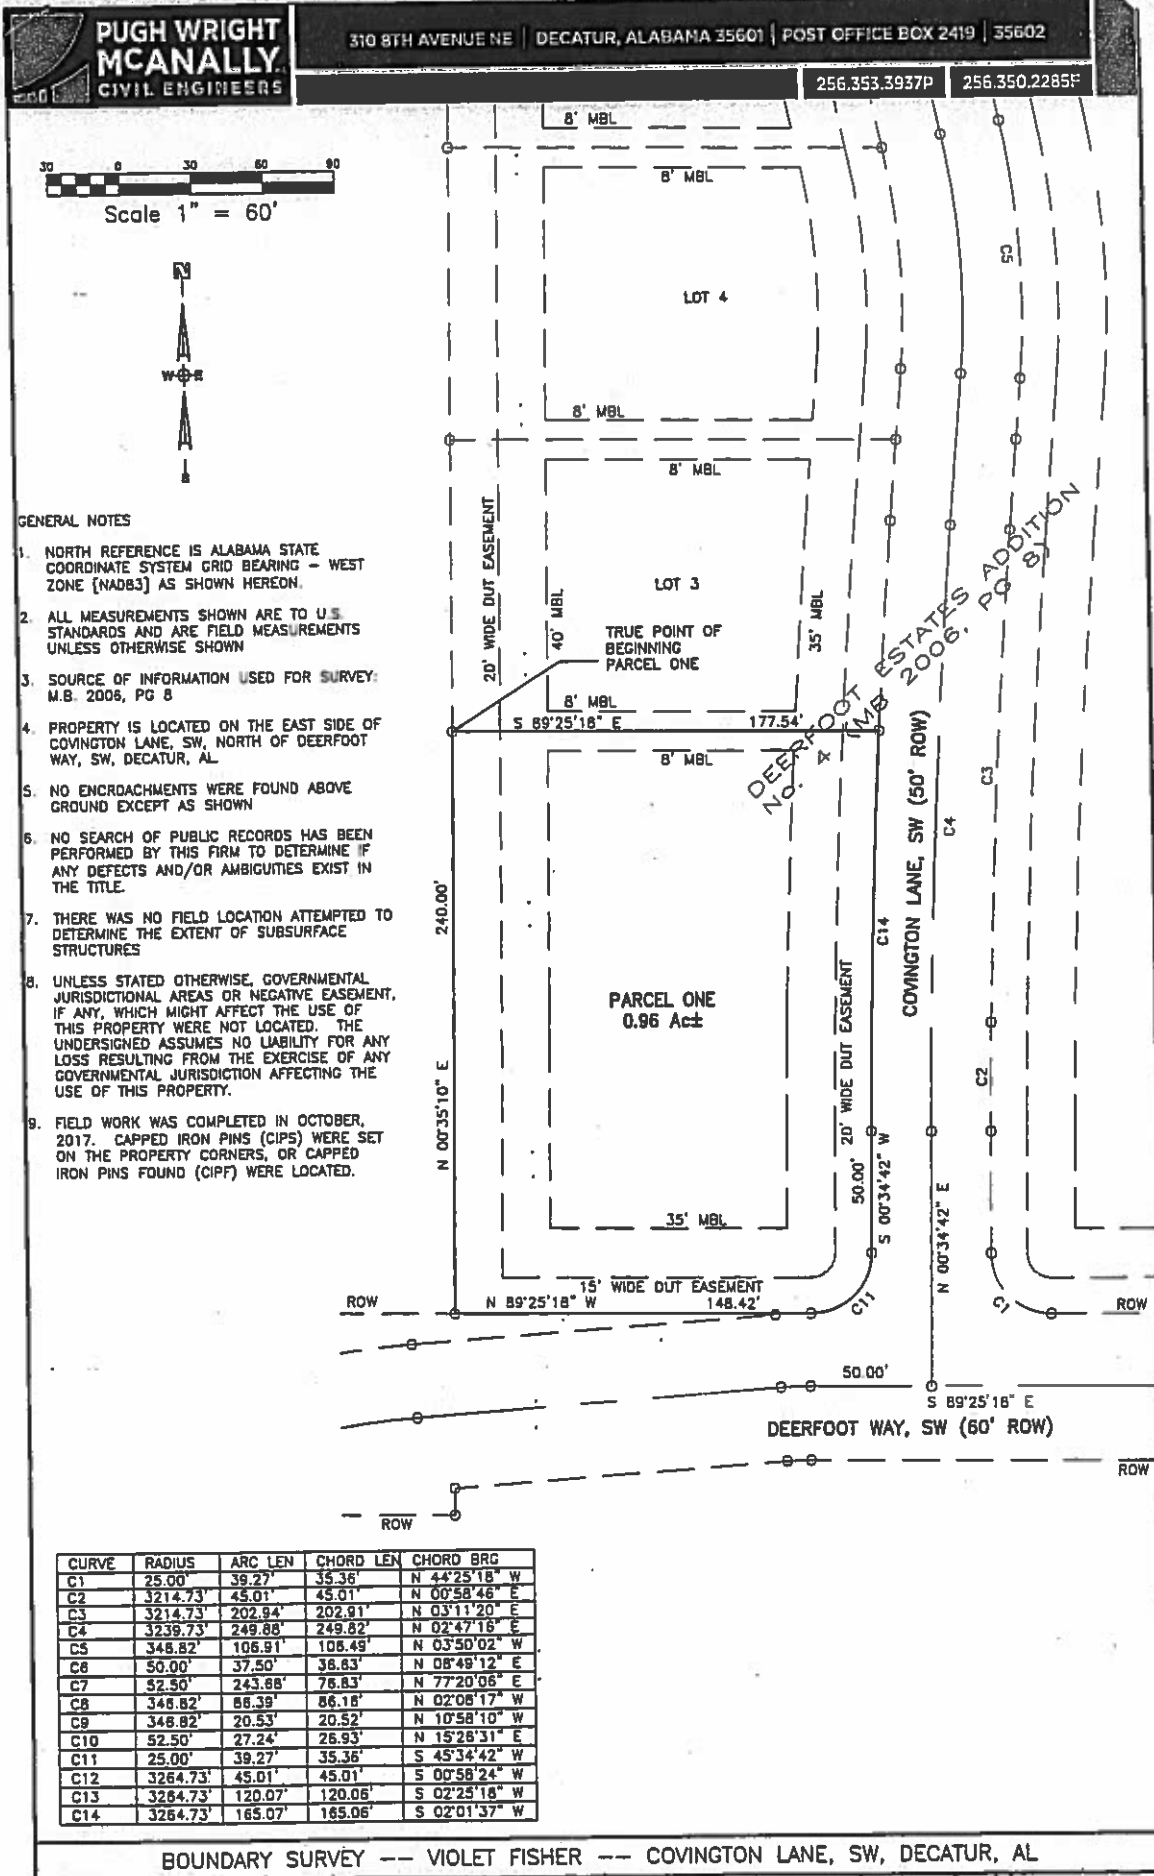 PUGH WRIGHT
MCANALLY
CIVIL ENGINEERS
310 8TH AVENUE NE | DECATUR, ALABAMA 35601 | POST OFFICE BOX 2419 | 35602
256.353.3937P
256.350.2285F
30 0 30 60 90
Scale 1" = 60'
N
W E
S
8' MBL
8' MBL
C5
LOT 4
8' MBL
8' MBL
20' WIDE DUT EASEMENT
LOT 3
40' MBL
35' MBL
TRUE POINT OF
BEGINNING
PARCEL ONE
8' MBL
S 89°25'18" E 177.54'
8' MBL
DEERFOOT ESTATES ADDITION
No. 4 (MB 2006, PG 8)
COVINGTON LANE, SW (50' ROW)
C3
C4
C14
240.00'
N 00°35'10" E
PARCEL ONE
0.96 Ac±
20' WIDE DUT EASEMENT
C2
50.00'
S 00°34'42" W
N 00°34'42" E
35' MBL
15' WIDE DUT EASEMENT
ROW
N 89°25'18" W 148.42'
C11
C1
ROW
50.00'
S 89°25'18" E
DEERFOOT WAY, SW (60' ROW)
ROW
ROW
GENERAL NOTES
1. NORTH REFERENCE IS ALABAMA STATE
COORDINATE SYSTEM GRID BEARING - WEST
ZONE [NAD83] AS SHOWN HEREON.
2. ALL MEASUREMENTS SHOWN ARE TO U.S.
STANDARDS AND ARE FIELD MEASUREMENTS
UNLESS OTHERWISE SHOWN
3. SOURCE OF INFORMATION USED FOR SURVEY:
M.B. 2006, PG 8
4. PROPERTY IS LOCATED ON THE EAST SIDE OF
COVINGTON LANE, SW, NORTH OF DEERFOOT
WAY, SW, DECATUR, AL
5. NO ENCROACHMENTS WERE FOUND ABOVE
GROUND EXCEPT AS SHOWN
6. NO SEARCH OF PUBLIC RECORDS HAS BEEN
PERFORMED BY THIS FIRM TO DETERMINE IF
ANY DEFECTS AND/OR AMBIGUITIES EXIST IN
THE TITLE.
7. THERE WAS NO FIELD LOCATION ATTEMPTED TO
DETERMINE THE EXTENT OF SUBSURFACE
STRUCTURES
8. UNLESS STATED OTHERWISE, GOVERNMENTAL
JURISDICTIONAL AREAS OR NEGATIVE EASEMENT,
IF ANY, WHICH MIGHT AFFECT THE USE OF
THIS PROPERTY WERE NOT LOCATED. THE
UNDERSIGNED ASSUMES NO LIABILITY FOR ANY
LOSS RESULTING FROM THE EXERCISE OF ANY
GOVERNMENTAL JURISDICTION AFFECTING THE
USE OF THIS PROPERTY.
9. FIELD WORK WAS COMPLETED IN OCTOBER,
2017. CAPPED IRON PINS (CIPS) WERE SET
ON THE PROPERTY CORNERS, OR CAPPED
IRON PINS FOUND (CIPF) WERE LOCATED.
CURVE RADIUS ARC LEN CHORD LEN CHORD BRG
C1 25.00' 39.27' 35.36' N 44°25'18" W
C2 3214.73' 45.01' 45.01' N 00°58'46" E
C3 3214.73' 202.94' 202.91' N 03°11'20" E
C4 3239.73' 249.88' 249.82' N 02°47'16" E
C5 346.82' 106.91' 106.49' N 03°50'02" W
C6 50.00' 37.50' 36.63' N 08°49'12" E
C7 52.50' 243.68' 76.83' N 77°20'06" E
C8 346.82' 86.39' 86.18' N 02°08'17" W
C9 346.82' 20.53' 20.52' N 10°58'10" W
C10 52.50' 27.24' 26.93' N 15°26'31" E
C11 25.00' 39.27' 35.36' S 45°34'42" W
C12 3264.73' 45.01' 45.01' S 00°58'24" W
C13 3264.73' 120.07' 120.06' S 02°25'18" W
C14 3264.73' 165.07' 165.06' S 02°01'37" W
BOUNDARY SURVEY -- VIOLET FISHER -- COVINGTON LANE, SW, DECATUR, AL